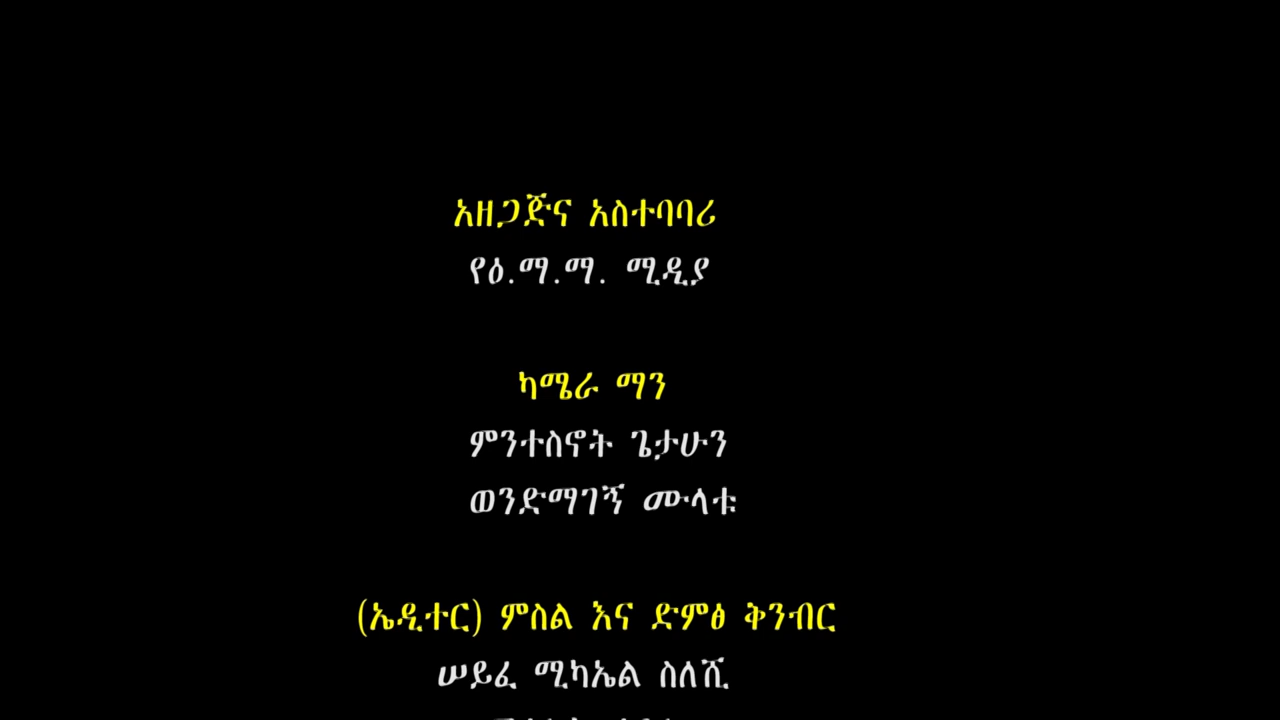 አዘጋጅና አስተባባሪ
የዕ.ማ.ማ. ሚዲያ
ካሜራ ማን
ምንተስኖት ጌታሁን
ወንድማገኝ ሙላቱ
(ኤዲተር) ምስል እና ድምፅ ቅንብር
ሠይፈ ሚካኤል ስለሺ